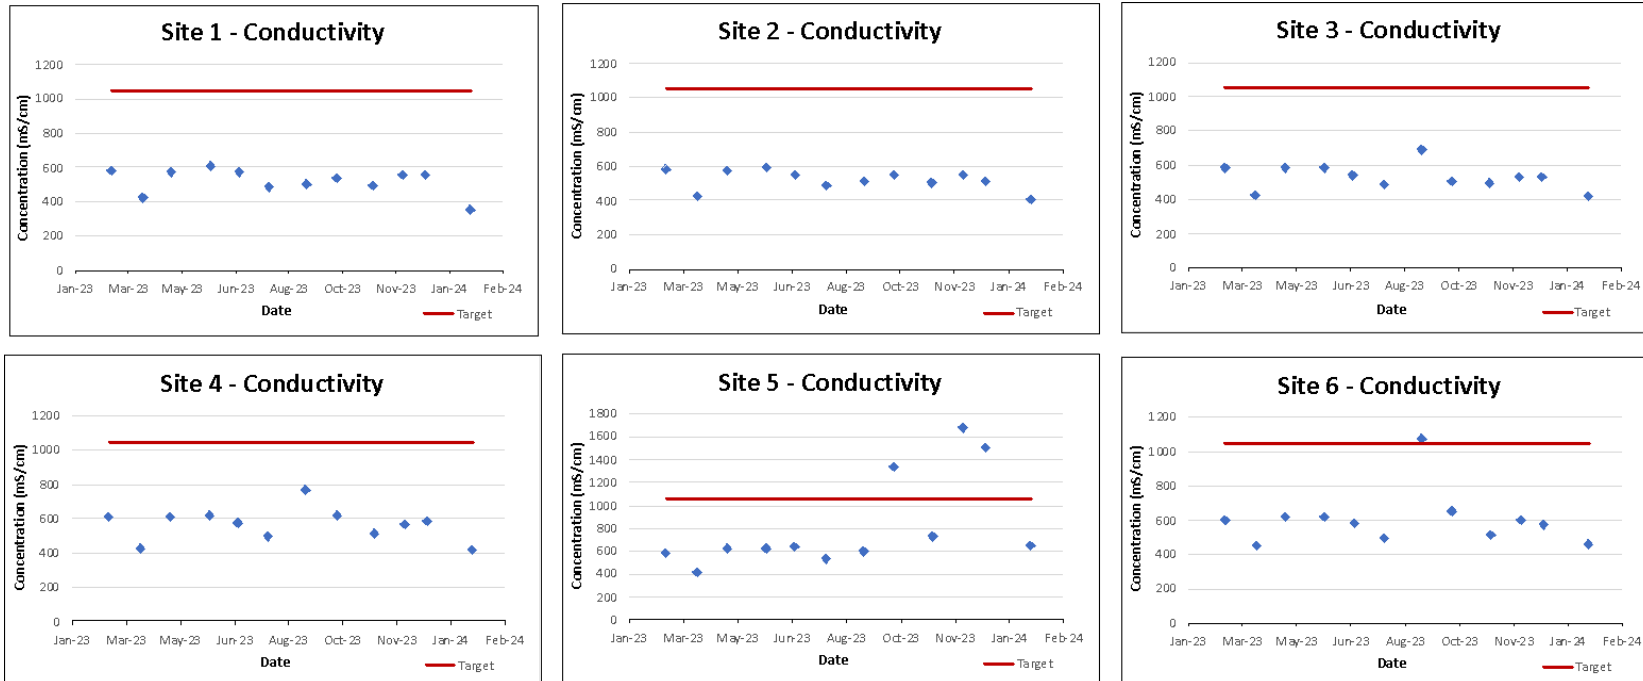 Site 1 - Conductivity
Concentration (mS/cm)
1200
1000
800
600
400
200
0
Jan-23 Mar-23 May-23 Jun-23 Aug-23 Oct-23 Nov-23 Jan-24 Feb-24
Date
Target
Site 2 - Conductivity
Concentration (mS/cm)
1200
1000
800
600
400
200
0
Jan-23 Mar-23 May-23 Jun-23 Aug-23 Oct-23 Nov-23 Jan-24 Feb-24
Date
Target
Site 3 - Conductivity
Concentration (mS/cm)
1200
1000
800
600
400
200
0
Jan-23 Mar-23 May-23 Jun-23 Aug-23 Oct-23 Nov-23 Jan-24 Feb-24
Date
Target
Site 4 - Conductivity
Concentration (mS/cm)
1200
1000
800
600
400
200
0
Jan-23 Mar-23 May-23 Jun-23 Aug-23 Oct-23 Nov-23 Jan-24 Feb-24
Date
Target
Site 5 - Conductivity
Concentration (mS/cm)
1800
1600
1400
1200
1000
800
600
400
200
0
Jan-23 Mar-23 May-23 Jun-23 Aug-23 Oct-23 Nov-23 Jan-24 Feb-24
Date
Target
Site 6 - Conductivity
Concentration (mS/cm)
1200
1000
800
600
400
200
0
Jan-23 Mar-23 May-23 Jun-23 Aug-23 Oct-23 Nov-23 Jan-24 Feb-24
Date
Target